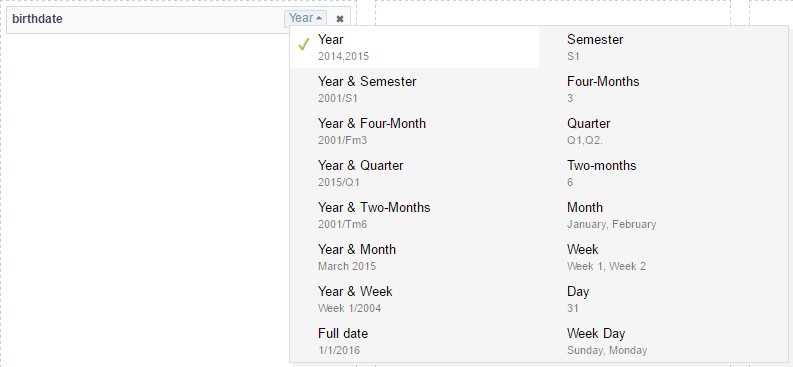 birthdate
Year
Year
2014,2015
Year & Semester
2001/S1
Year & Four-Month
2001/Fm3
Year & Quarter
2015/Q1
Year & Two-Months
2001/Tm6
Year & Month
March 2015
Year & Week
Week 1/2004
Full date
1/1/2016
Semester
S1
Four-Months
3
Quarter
Q1,Q2.
Two-months
6
Month
January, February
Week
Week 1, Week 2
Day
31
Week Day
Sunday, Monday